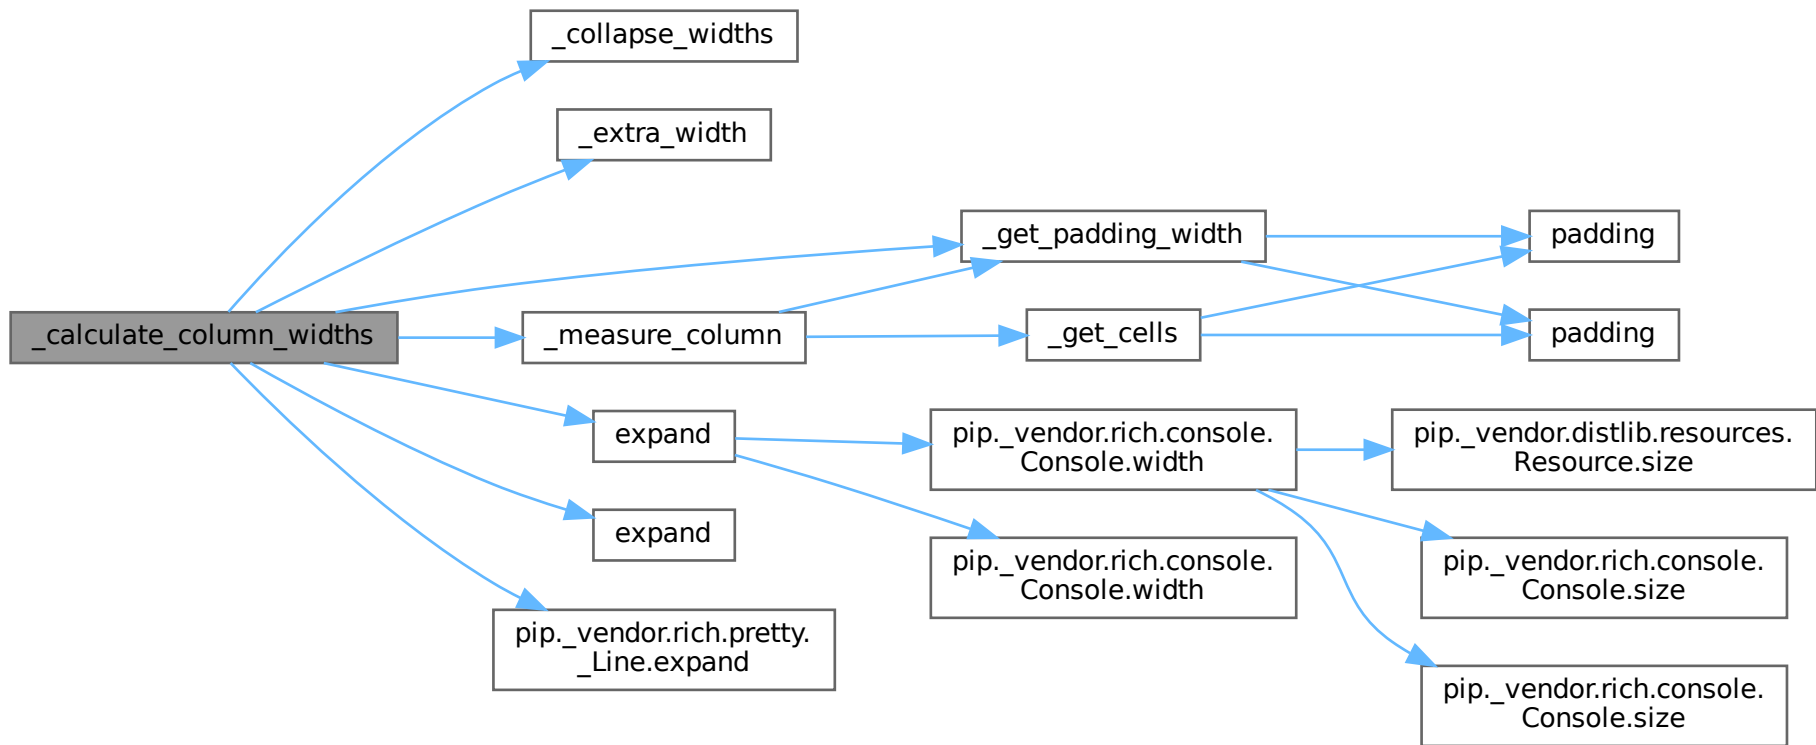 _collapse_widths
_extra_width
_get_padding_width
padding
_calculate_column_widths
_measure_column
_get_cells
padding
expand
pip._vendor.rich.console.
Console.width
pip._vendor.distlib.resources.
Resource.size
expand
pip._vendor.rich.console.
Console.width
pip._vendor.rich.console.
Console.size
pip._vendor.rich.pretty.
_Line.expand
pip._vendor.rich.console.
Console.size